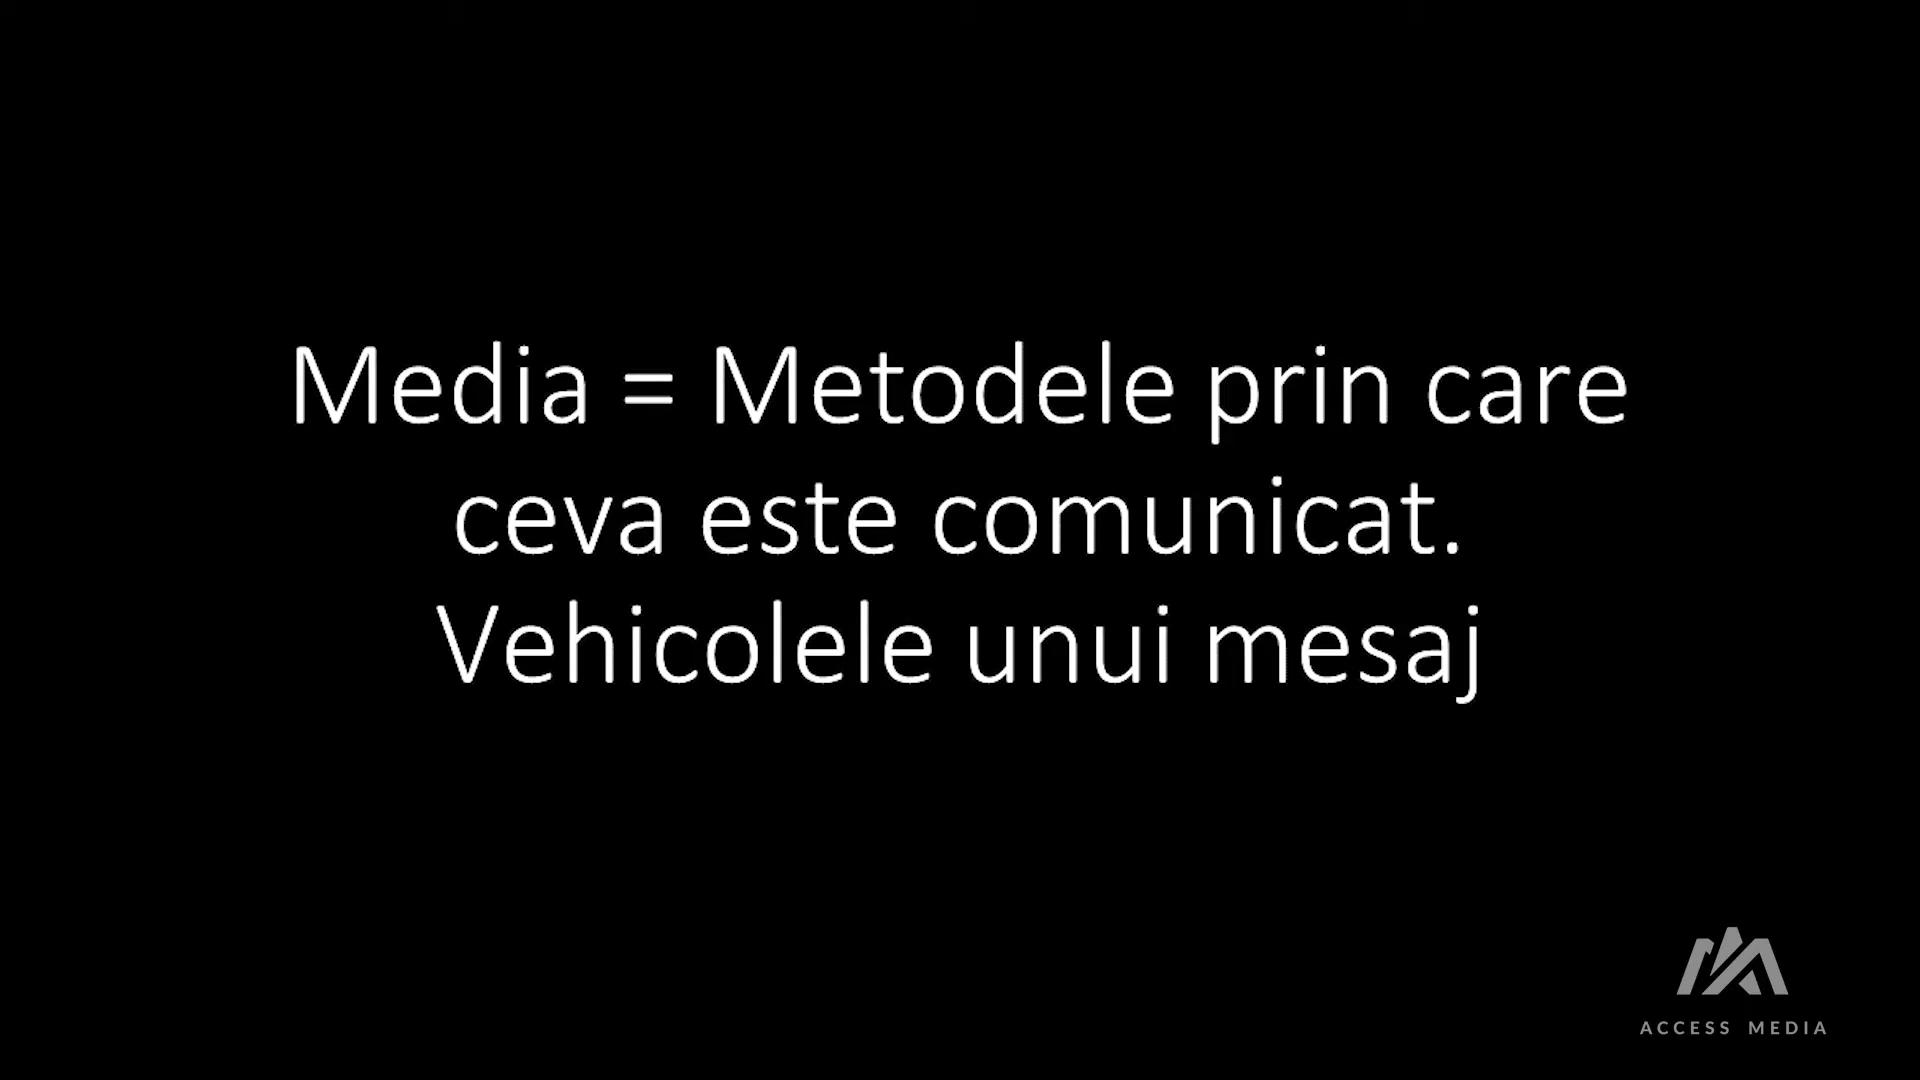 Media = Metodele prin care
ceva este comunicat.
Vehicolele unui mesaj
ACCESS MEDIA